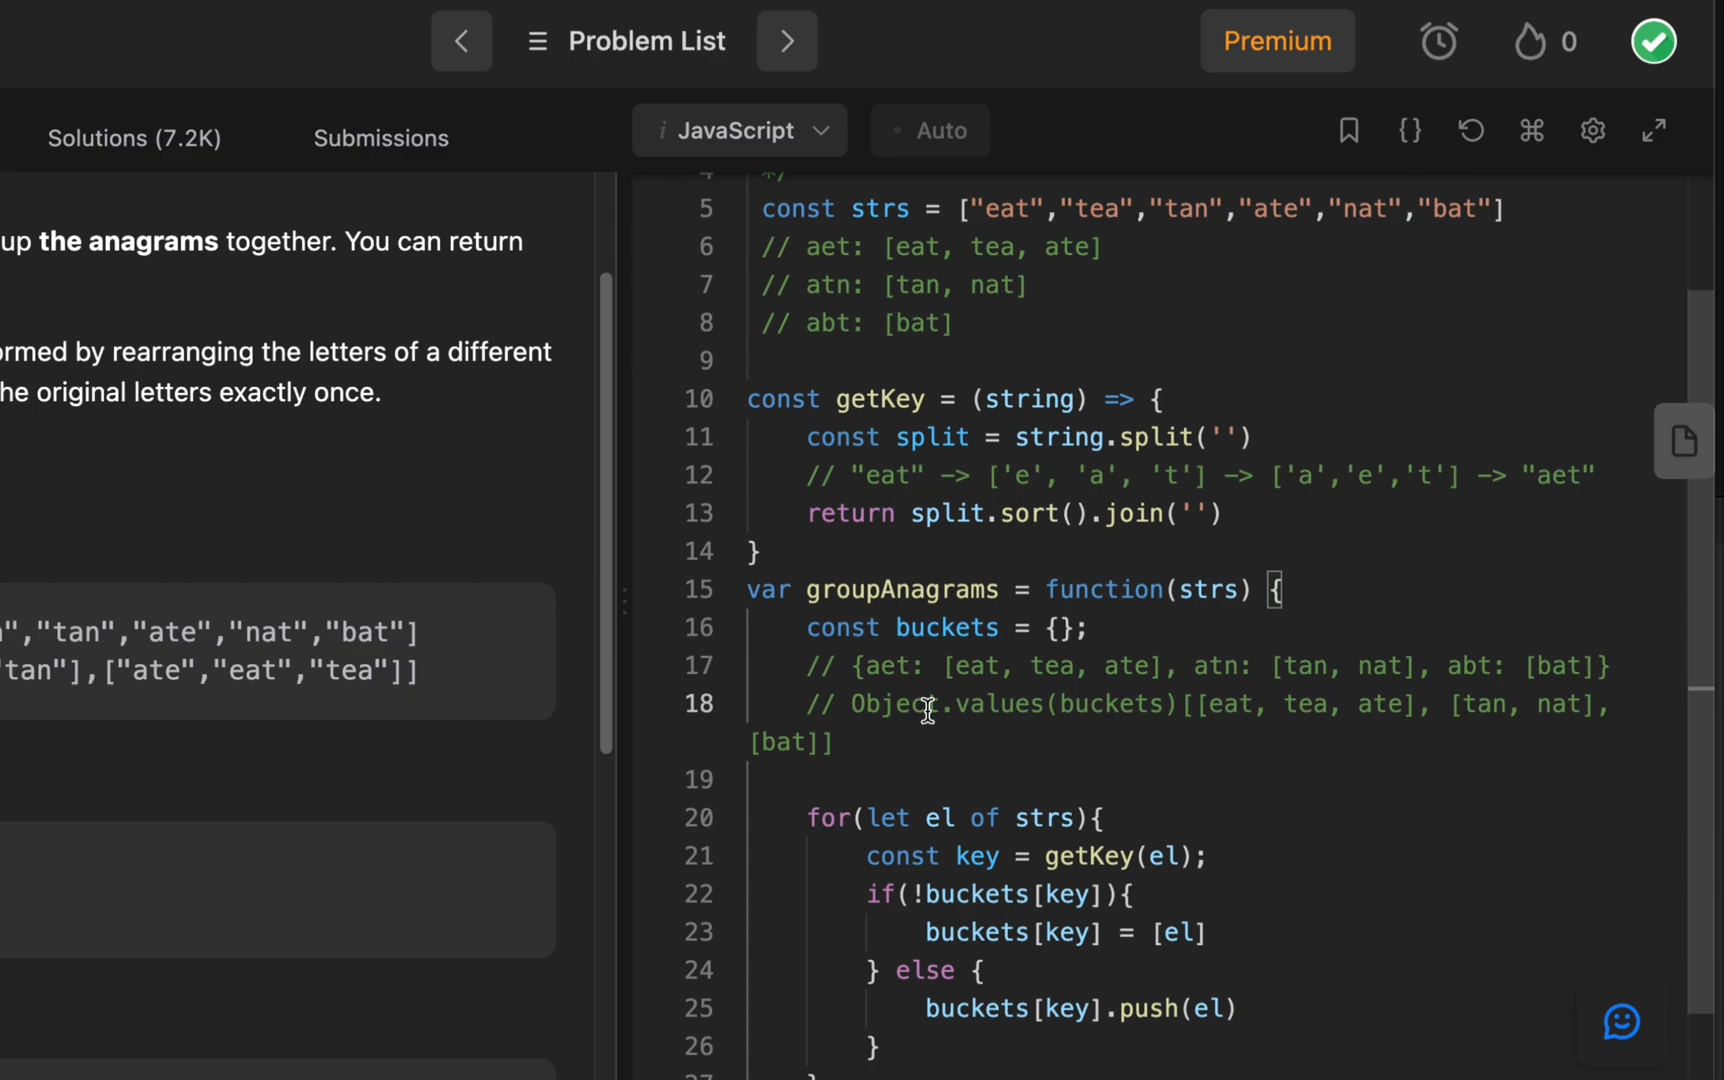 Problem List
Premium
0
Solutions (7.2K)
Submissions
i JavaScript
Auto
up the anagrams together. You can return
ormed by rearranging the letters of a different
he original letters exactly once.
","tan","ate","nat","bat"]
"tan"],["ate","eat","tea"]]
4 */
5 const strs = ["eat","tea","tan","ate","nat","bat"]
6 // aet: [eat, tea, ate]
7 // atn: [tan, nat]
8 // abt: [bat]
9
10 const getKey = (string) => {
11 const split = string.split('')
12 // "eat" -> ['e', 'a', 't'] -> ['a','e','t'] -> "aet"
13 return split.sort().join('')
14 }
15 var groupAnagrams = function(strs) {
16 const buckets = {};
17 // {aet: [eat, tea, ate], atn: [tan, nat], abt: [bat]}
18 // Object.values(buckets)[[eat, tea, ate], [tan, nat],
[bat]]
19
20 for(let el of strs){
21 const key = getKey(el);
22 if(!buckets[key]){
23 buckets[key] = [el]
24 } else {
25 buckets[key].push(el)
26 }
27 }